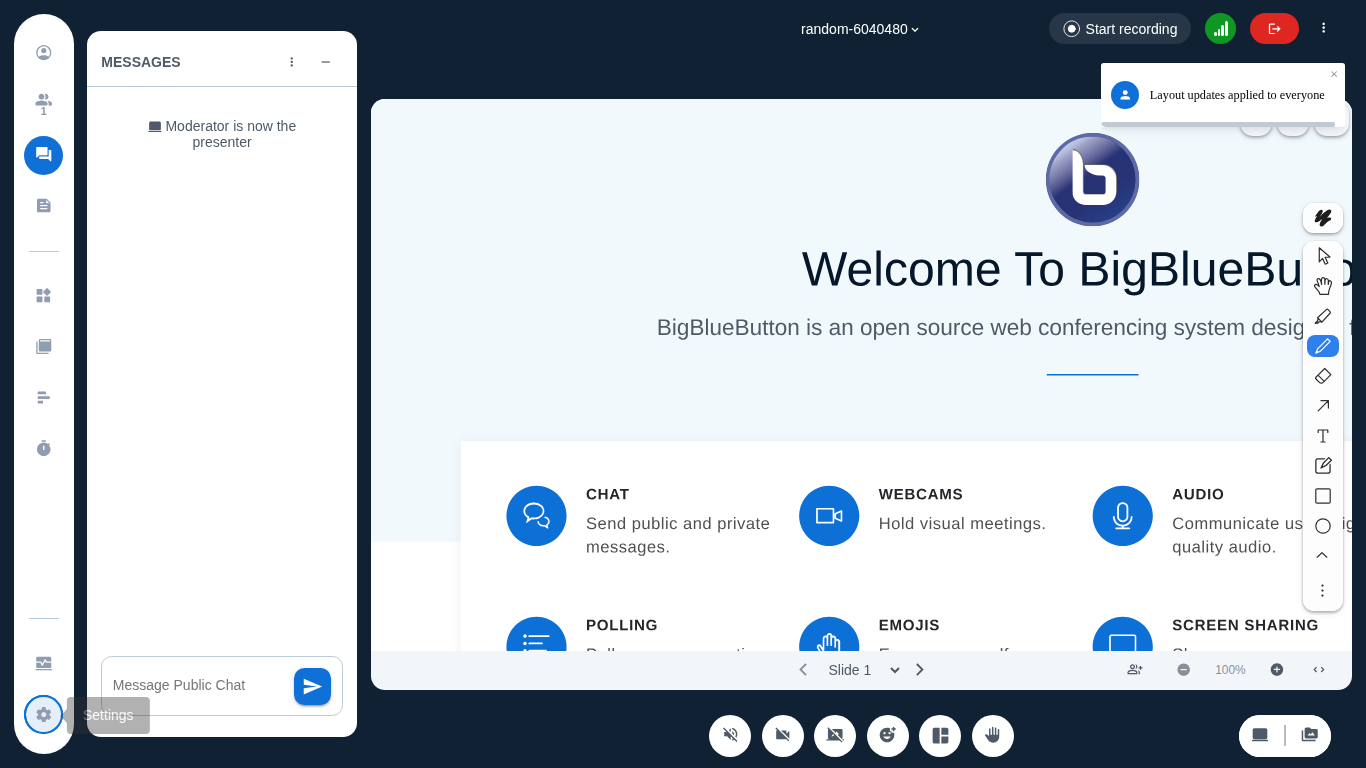 random-6040480
Start recording
MESSAGES
1
Layout updates applied to everyone
Moderator is now the
presenter
Welcome To BigBlueBu
BigBlueButton is an open source web conferencing system desig
CHAT
Send public and private
messages.
WEBCAMS
Hold visual meetings.
AUDIO
Communicate us
quality audio.
POLLING
EMOJIS
SCREEN SHARING
Message Public Chat
Slide 1
100%
Settings